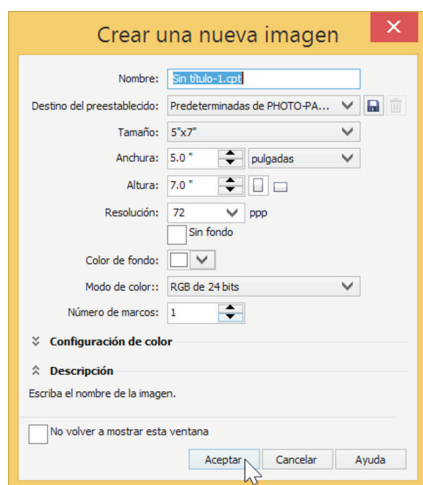 Crear una nueva imagen
Nombre: Sin título-1.cpt
Destino del preestablecido: Predeterminadas de PHOTO-PA...
Tamaño: 5"x7"
Anchura: 5.0 " pulgadas
Altura: 7.0 "
Resolución: 72 ppp
Sin fondo
Color de fondo:
Modo de color:: RGB de 24 bits
Número de marcos: 1
Configuración de color
Descripción
Escriba el nombre de la imagen.
No volver a mostrar esta ventana
Aceptar Cancelar Ayuda